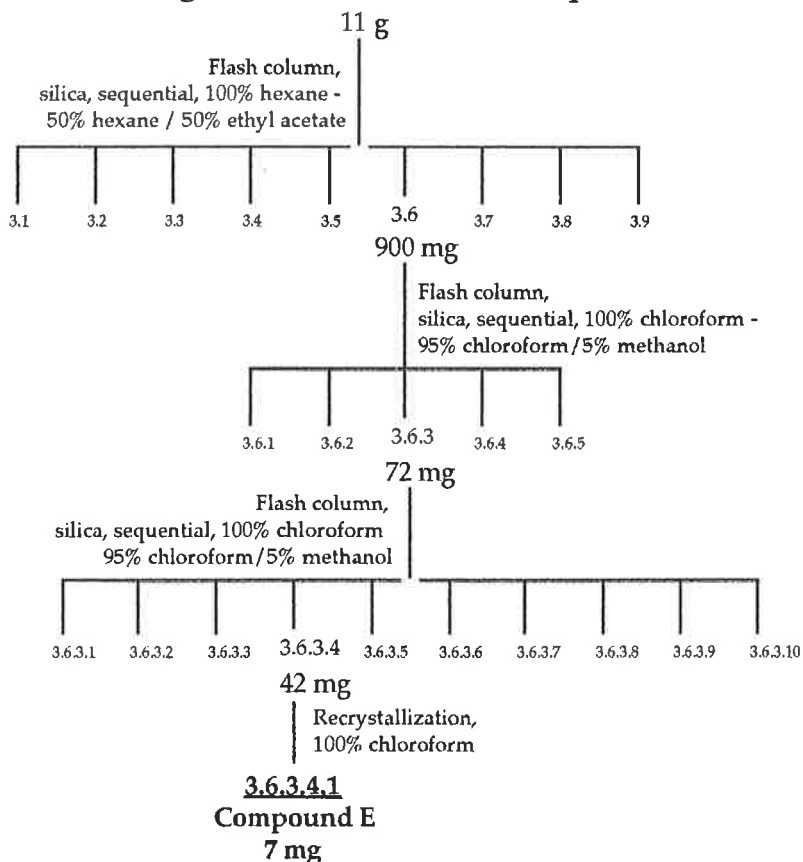 11 g
Flash column,
silica, sequential, 100% hexane -
50% hexane / 50% ethyl acetate
3.1 3.2 3.3 3.4 3.5 3.6 3.7 3.8 3.9
900 mg
Flash column,
silica, sequential, 100% chloroform -
95% chloroform/5% methanol
3.6.1 3.6.2 3.6.3 3.6.4 3.6.5
72 mg
Flash column,
silica, sequential, 100% chloroform
95% chloroform/5% methanol
3.6.3.1 3.6.3.2 3.6.3.3 3.6.3.4 3.6.3.5 3.6.3.6 3.6.3.7 3.6.3.8 3.6.3.9 3.6.3.10
42 mg
Recrystallization,
100% chloroform
3.6.3.4.1
Compound E
7 mg